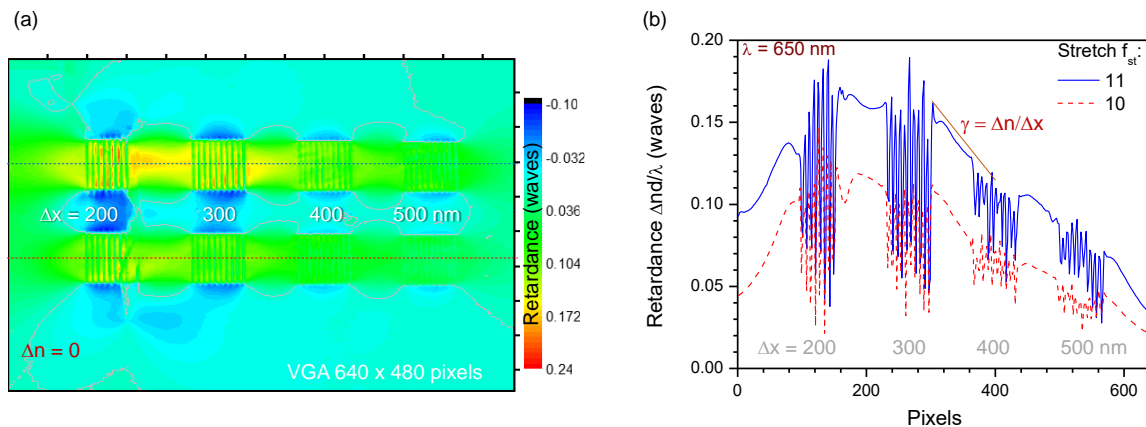 (a)
Δx = 200
300
400
500 nm
Δn = 0
VGA 640 x 480 pixels
-0.10
-0.032
0.036
0.104
0.172
0.24
Retardance (waves)
(b)
0.20
0.15
0.10
0.05
0.00
Retardance Δnd/λ (waves)
λ = 650 nm
Stretch f_st:
11
10
γ = Δn/Δx
Δx = 200
300
400
500 nm
0
200
400
600
Pixels